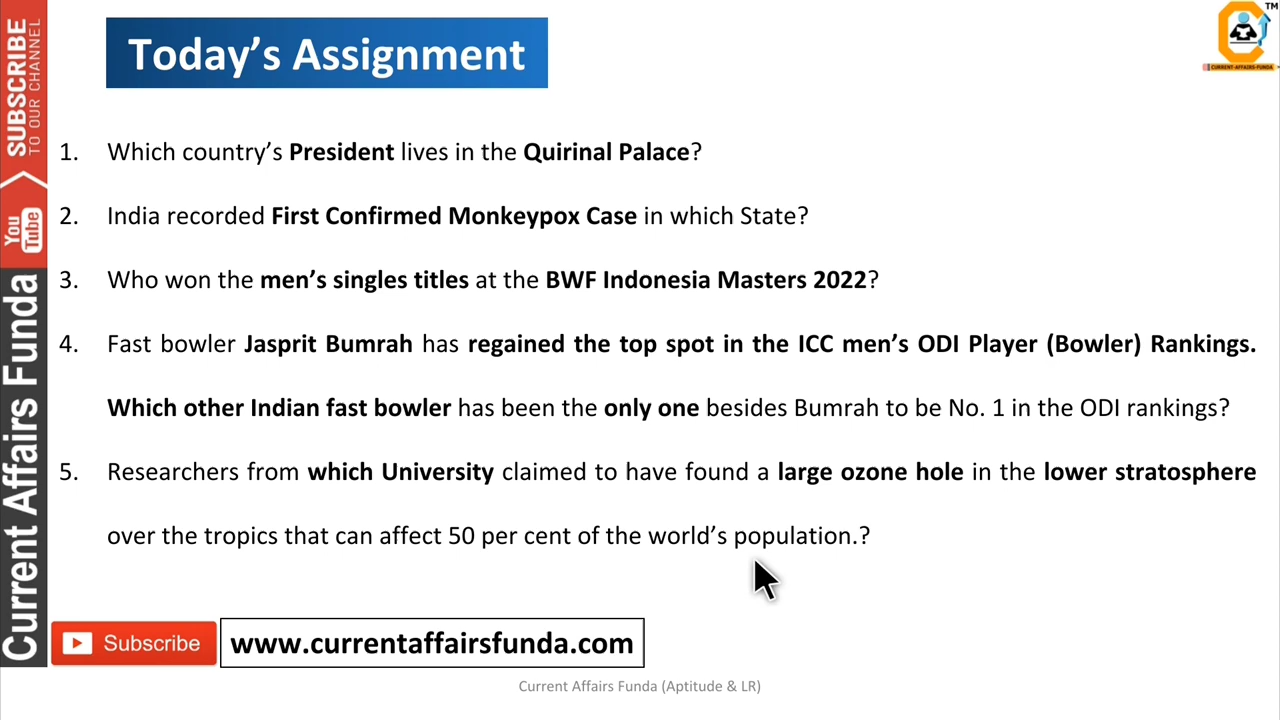 Today's Assignment
TM
CURRENT-AFFAIRS-FUNDA
SUBSCRIBE
TO OUR CHANNEL
You
Tube
Current Affairs Funda
1. Which country's President lives in the Quirinal Palace?
2. India recorded First Confirmed Monkeypox Case in which State?
3. Who won the men's singles titles at the BWF Indonesia Masters 2022?
4. Fast bowler Jasprit Bumrah has regained the top spot in the ICC men's ODI Player (Bowler) Rankings.
Which other Indian fast bowler has been the only one besides Bumrah to be No. 1 in the ODI rankings?
5. Researchers from which University claimed to have found a large ozone hole in the lower stratosphere
over the tropics that can affect 50 per cent of the world's population.?
Subscribe
www.currentaffairsfunda.com
Current Affairs Funda (Aptitude & LR)